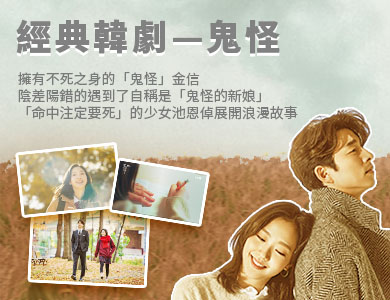 經典韓劇—鬼怪
擁有不死之身的「鬼怪」金信
陰差陽錯的遇到了自稱是「鬼怪的新娘」
「命中注定要死」的少女池恩倬展開浪漫故事